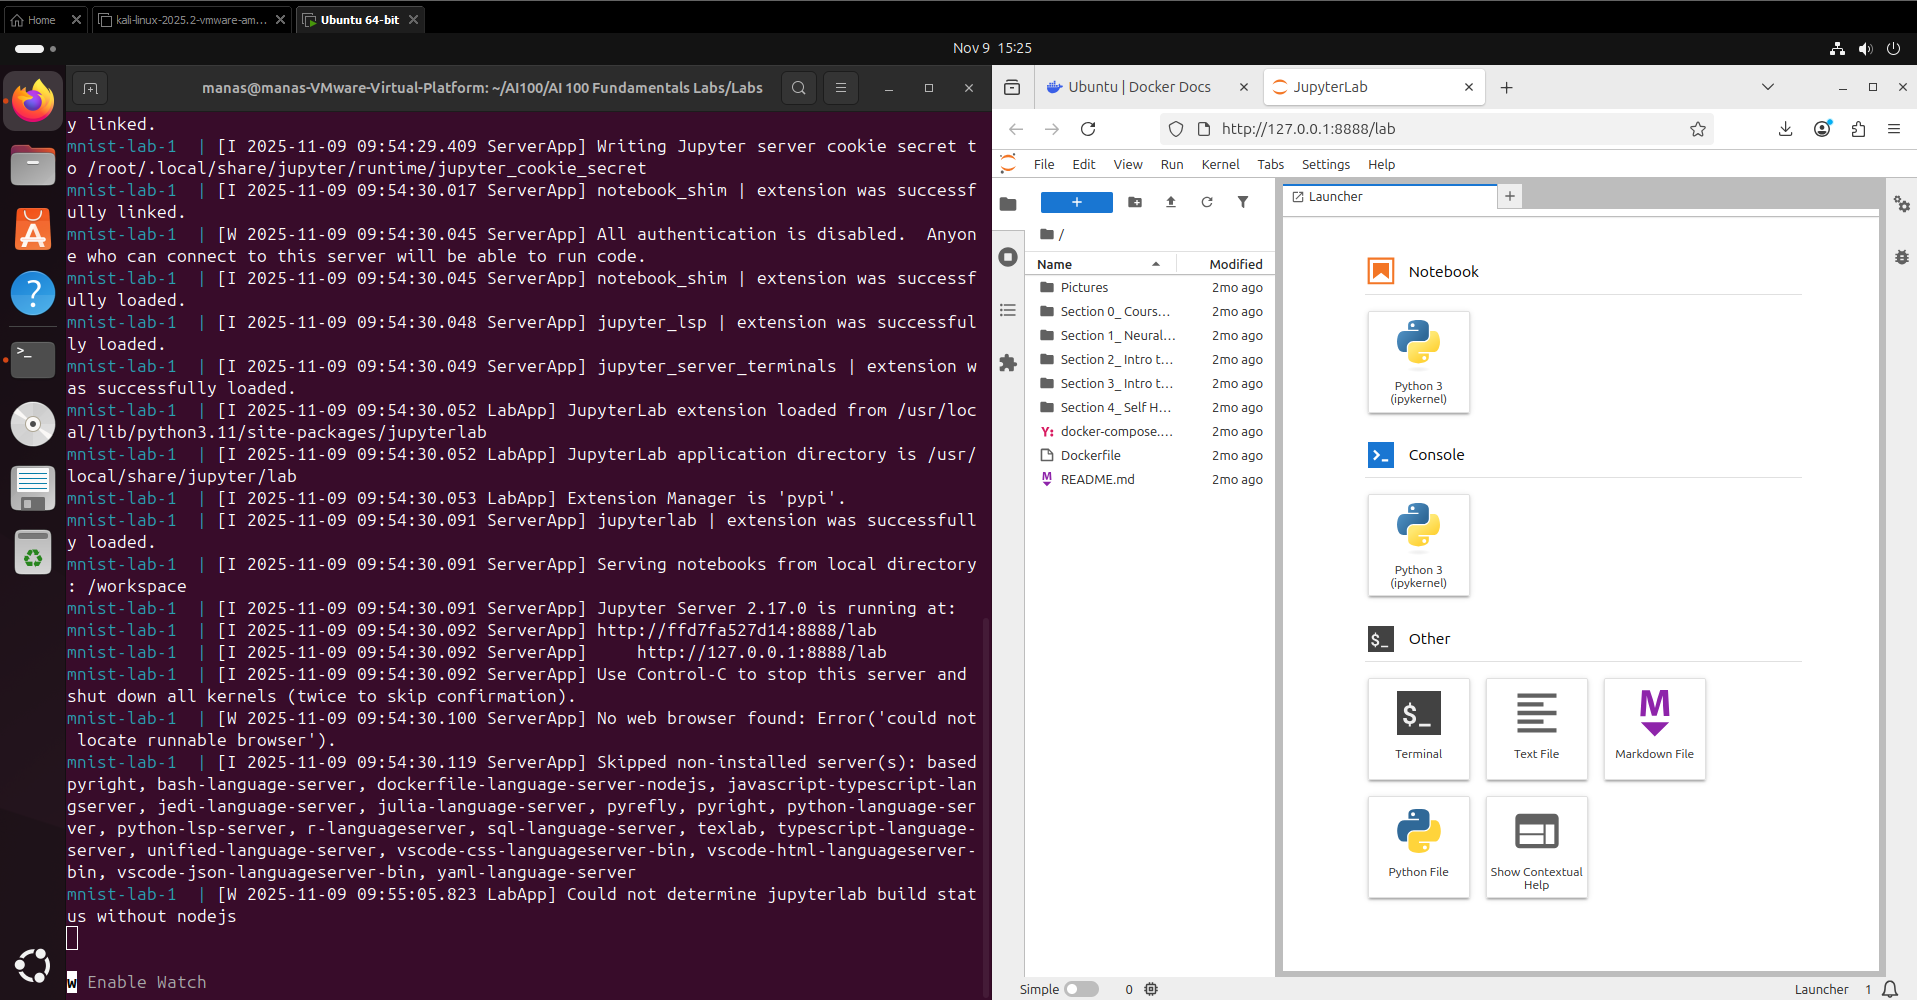 Home
kali-linux-2025.2-vmware-am...
Ubuntu 64-bit
Nov 9 15:25
manas@manas-VMware-Virtual-Platform: ~/AI100/AI 100 Fundamentals Labs/Labs
y linked.
mnist-lab-1 | [I 2025-11-09 09:54:29.409 ServerApp] Writing Jupyter server cookie secret t
o /root/.local/share/jupyter/runtime/jupyter_cookie_secret
mnist-lab-1 | [I 2025-11-09 09:54:30.017 ServerApp] notebook_shim | extension was successf
ully linked.
mnist-lab-1 | [W 2025-11-09 09:54:30.045 ServerApp] All authentication is disabled.  Anyon
e who can connect to this server will be able to run code.
mnist-lab-1 | [I 2025-11-09 09:54:30.045 ServerApp] notebook_shim | extension was successf
ully loaded.
mnist-lab-1 | [I 2025-11-09 09:54:30.048 ServerApp] jupyter_lsp | extension was successful
ly loaded.
mnist-lab-1 | [I 2025-11-09 09:54:30.049 ServerApp] jupyter_server_terminals | extension w
as successfully loaded.
mnist-lab-1 | [I 2025-11-09 09:54:30.052 LabApp] JupyterLab extension loaded from /usr/loc
al/lib/python3.11/site-packages/jupyterlab
mnist-lab-1 | [I 2025-11-09 09:54:30.052 LabApp] JupyterLab application directory is /usr/
local/share/jupyter/lab
mnist-lab-1 | [I 2025-11-09 09:54:30.053 LabApp] Extension Manager is 'pypi'.
mnist-lab-1 | [I 2025-11-09 09:54:30.091 ServerApp] jupyterlab | extension was successfull
y loaded.
mnist-lab-1 | [I 2025-11-09 09:54:30.091 ServerApp] Serving notebooks from local directory
: /workspace
mnist-lab-1 | [I 2025-11-09 09:54:30.091 ServerApp] Jupyter Server 2.17.0 is running at:
mnist-lab-1 | [I 2025-11-09 09:54:30.092 ServerApp] http://ffd7fa527d14:8888/lab
mnist-lab-1 | [I 2025-11-09 09:54:30.092 ServerApp]     http://127.0.0.1:8888/lab
mnist-lab-1 | [I 2025-11-09 09:54:30.092 ServerApp] Use Control-C to stop this server and
shut down all kernels (twice to skip confirmation).
mnist-lab-1 | [W 2025-11-09 09:54:30.100 ServerApp] No web browser found: Error('could not
locate runnable browser').
mnist-lab-1 | [I 2025-11-09 09:54:30.119 ServerApp] Skipped non-installed server(s): based
pyright, bash-language-server, dockerfile-language-server-nodejs, javascript-typescript-lan
gserver, jedi-language-server, julia-language-server, pyrefly, pyright, python-language-ser
ver, python-lsp-server, r-languageserver, sql-language-server, texlab, typescript-language-
server, unified-language-server, vscode-css-languageserver-bin, vscode-html-languageserver-
bin, vscode-json-languageserver-bin, yaml-language-server
mnist-lab-1 | [W 2025-11-09 09:55:05.823 LabApp] Could not determine jupyterlab build stat
us without nodejs
w Enable Watch
Ubuntu | Docker Docs
JupyterLab
http://127.0.0.1:8888/lab
File Edit View Run Kernel Tabs Settings Help
/
Name Modified
Pictures 2mo ago
Section 0_ Cours... 2mo ago
Section 1_ Neural... 2mo ago
Section 2_ Intro t... 2mo ago
Section 3_ Intro t... 2mo ago
Section 4_ Self H... 2mo ago
Y: docker-compose.... 2mo ago
Dockerfile 2mo ago
README.md 2mo ago
Launcher
Notebook
Python 3
(ipykernel)
Console
Python 3
(ipykernel)
$_ Other
$_
Terminal
Text File
M
Markdown File
Python File
Show Contextual
Help
Simple 0
Launcher 1